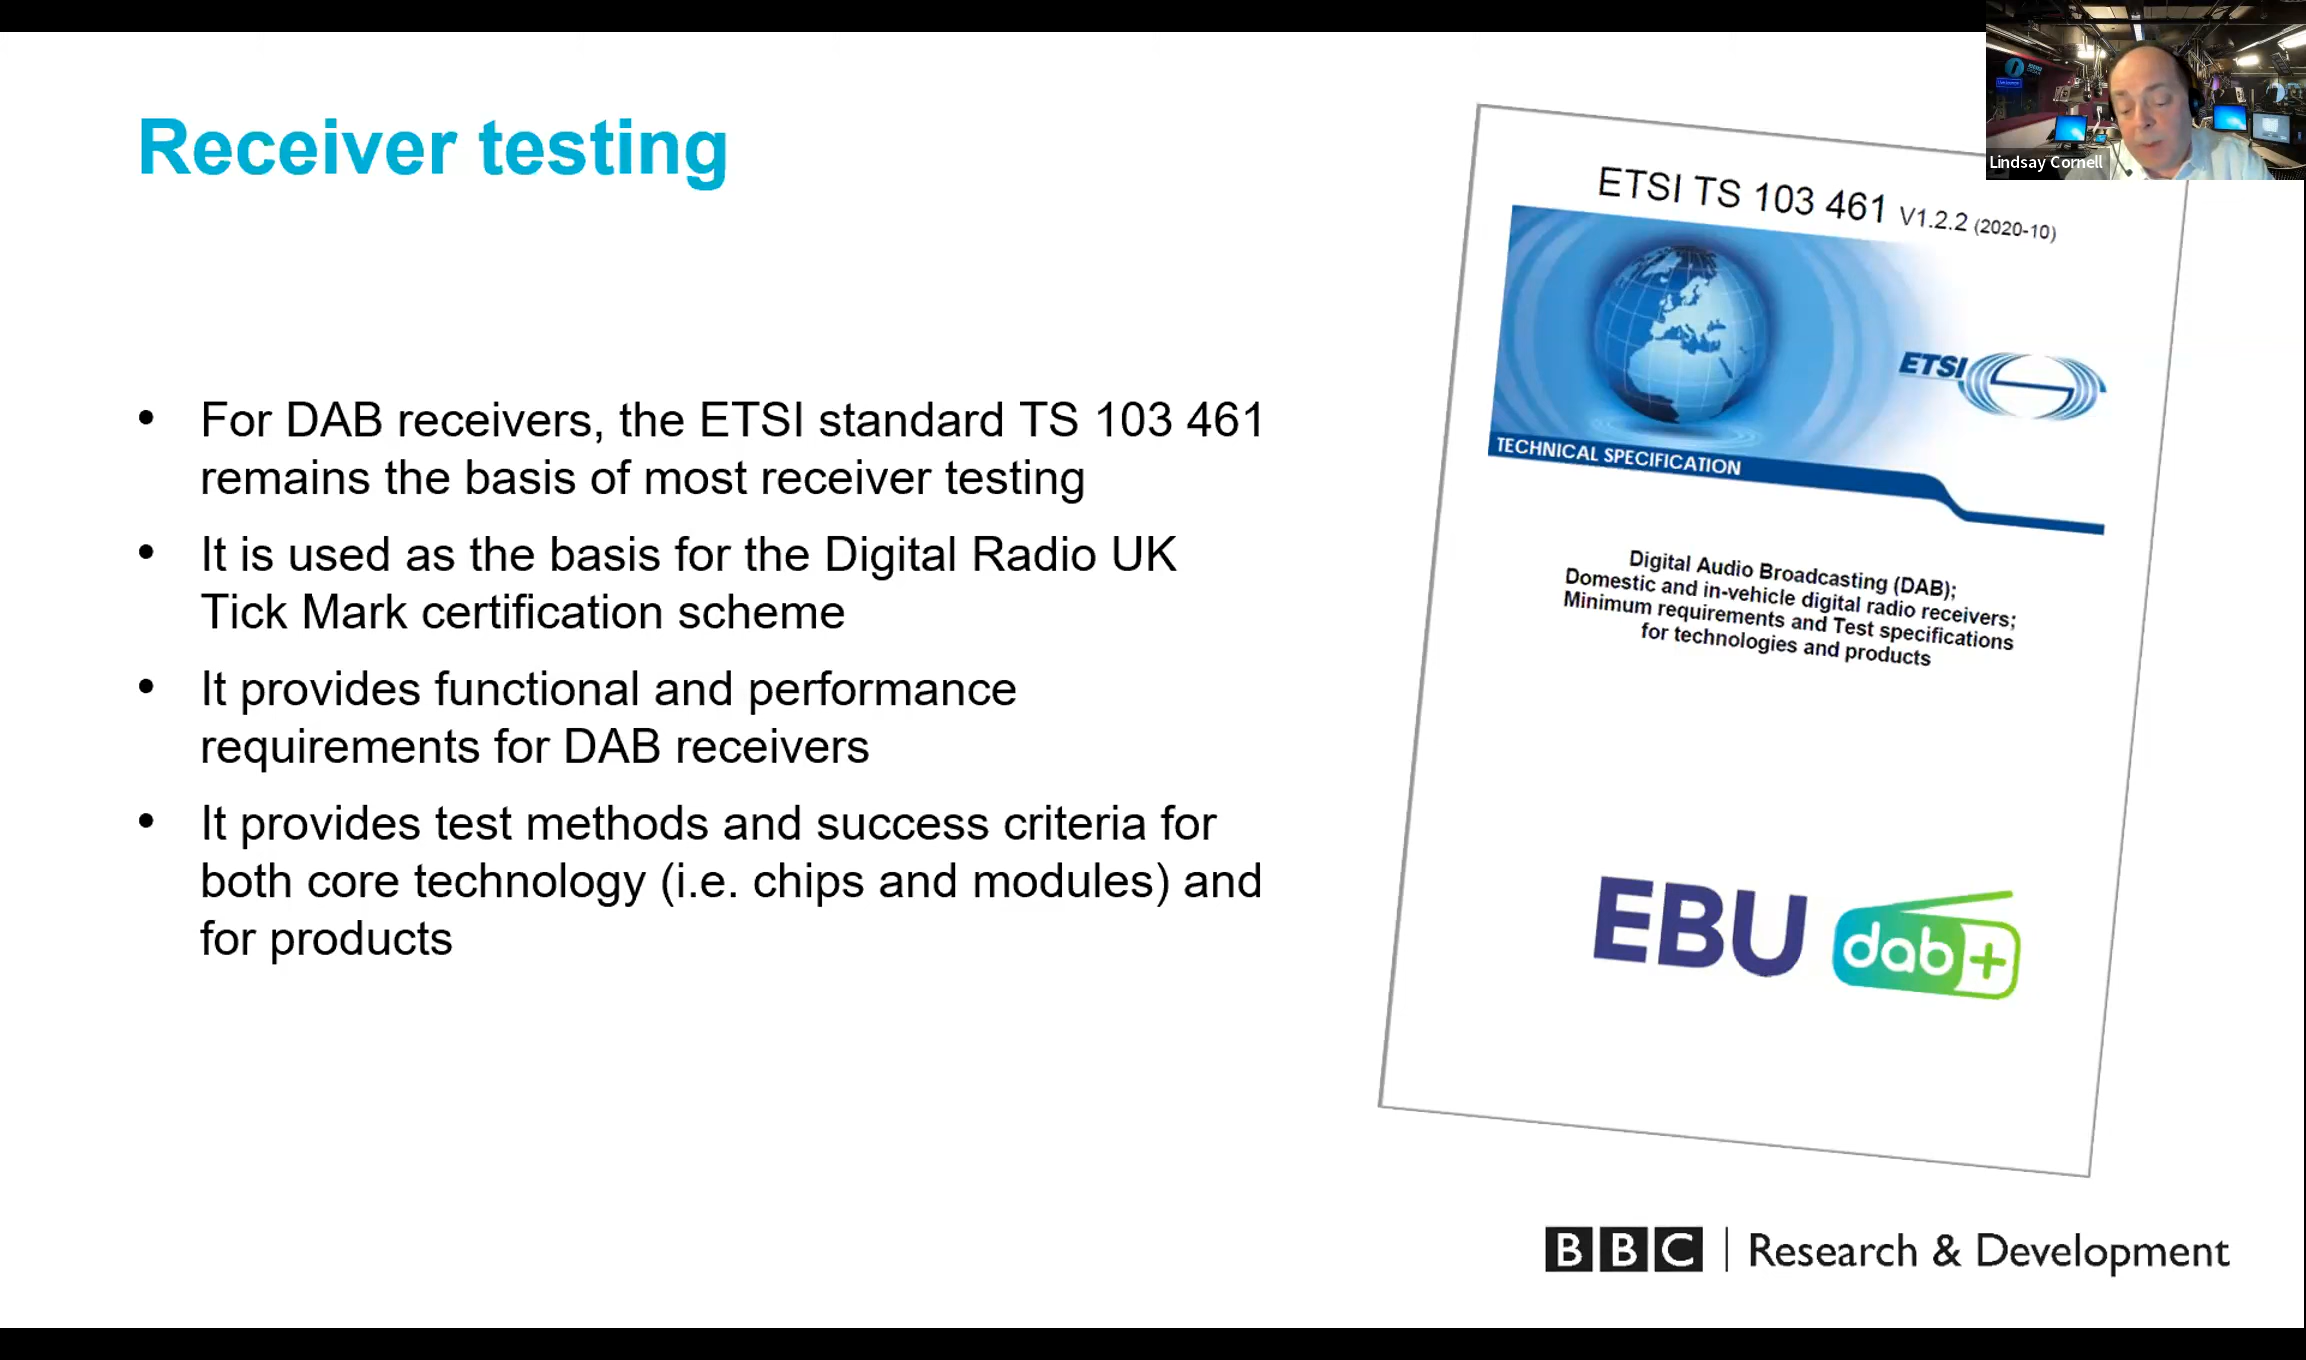 Receiver testing
• For DAB receivers, the ETSI standard TS 103 461
remains the basis of most receiver testing
• It is used as the basis for the Digital Radio UK
Tick Mark certification scheme
• It provides functional and performance
requirements for DAB receivers
• It provides test methods and success criteria for
both core technology (i.e. chips and modules) and
for products
Lindsay Cornell
ETSI TS 103 461 V1.2.2 (2020-10)
ETSI
TECHNICAL SPECIFICATION
Digital Audio Broadcasting (DAB);
Domestic and in-vehicle digital radio receivers;
Minimum requirements and Test specifications
for technologies and products
EBU dab+
BBC | Research & Development